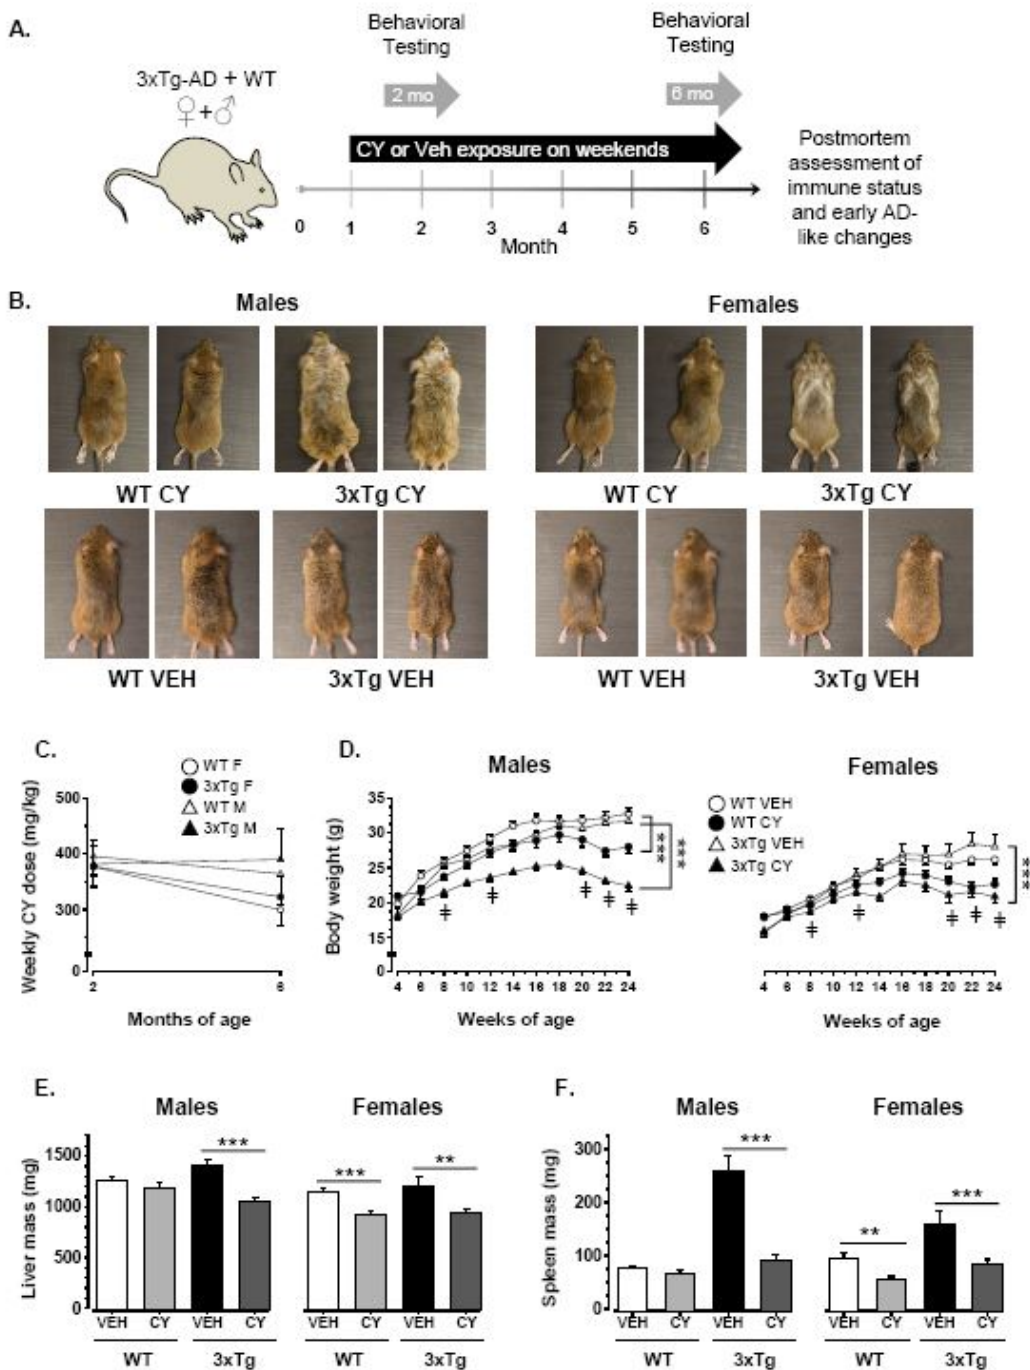 A.
Behavioral
Testing
Behavioral
Testing
3xTg-AD + WT
♀+♂
2 mo
6 mo
CY or Veh exposure on weekends
0 1 2 3 4 5 6
Month
Postmortem
assessment of
immune status
and early AD-
like changes
B.
Males
Females
WT CY
3xTg CY
WT CY
3xTg CY
WT VEH
3xTg VEH
WT VEH
3xTg VEH
C.
WT F
3xTg F
WT M
3xTg M
Weekly CY dose (mg/kg)
500
400
300
0
2 6
Months of age
D.
Males
Body weight (g)
35
30
25
20
15
0
***
***
ǂ ǂ ǂ ǂ ǂ
4 6 8 10 12 14 16 18 20 22 24
Weeks of age
Females
WT VEH
WT CY
3xTg VEH
3xTg CY
***
ǂ ǂ ǂ ǂ ǂ
4 6 8 10 12 14 16 18 20 22 24
Weeks of age
E.
Males
Females
Liver mass (mg)
1500
1000
500
0
***
***
**
VEH CY VEH CY
WT 3xTg
VEH CY VEH CY
WT 3xTg
F.
Males
Females
Spleen mass (mg)
300
200
100
0
***
**
***
VEH CY VEH CY
WT 3xTg
VEH CY VEH CY
WT 3xTg